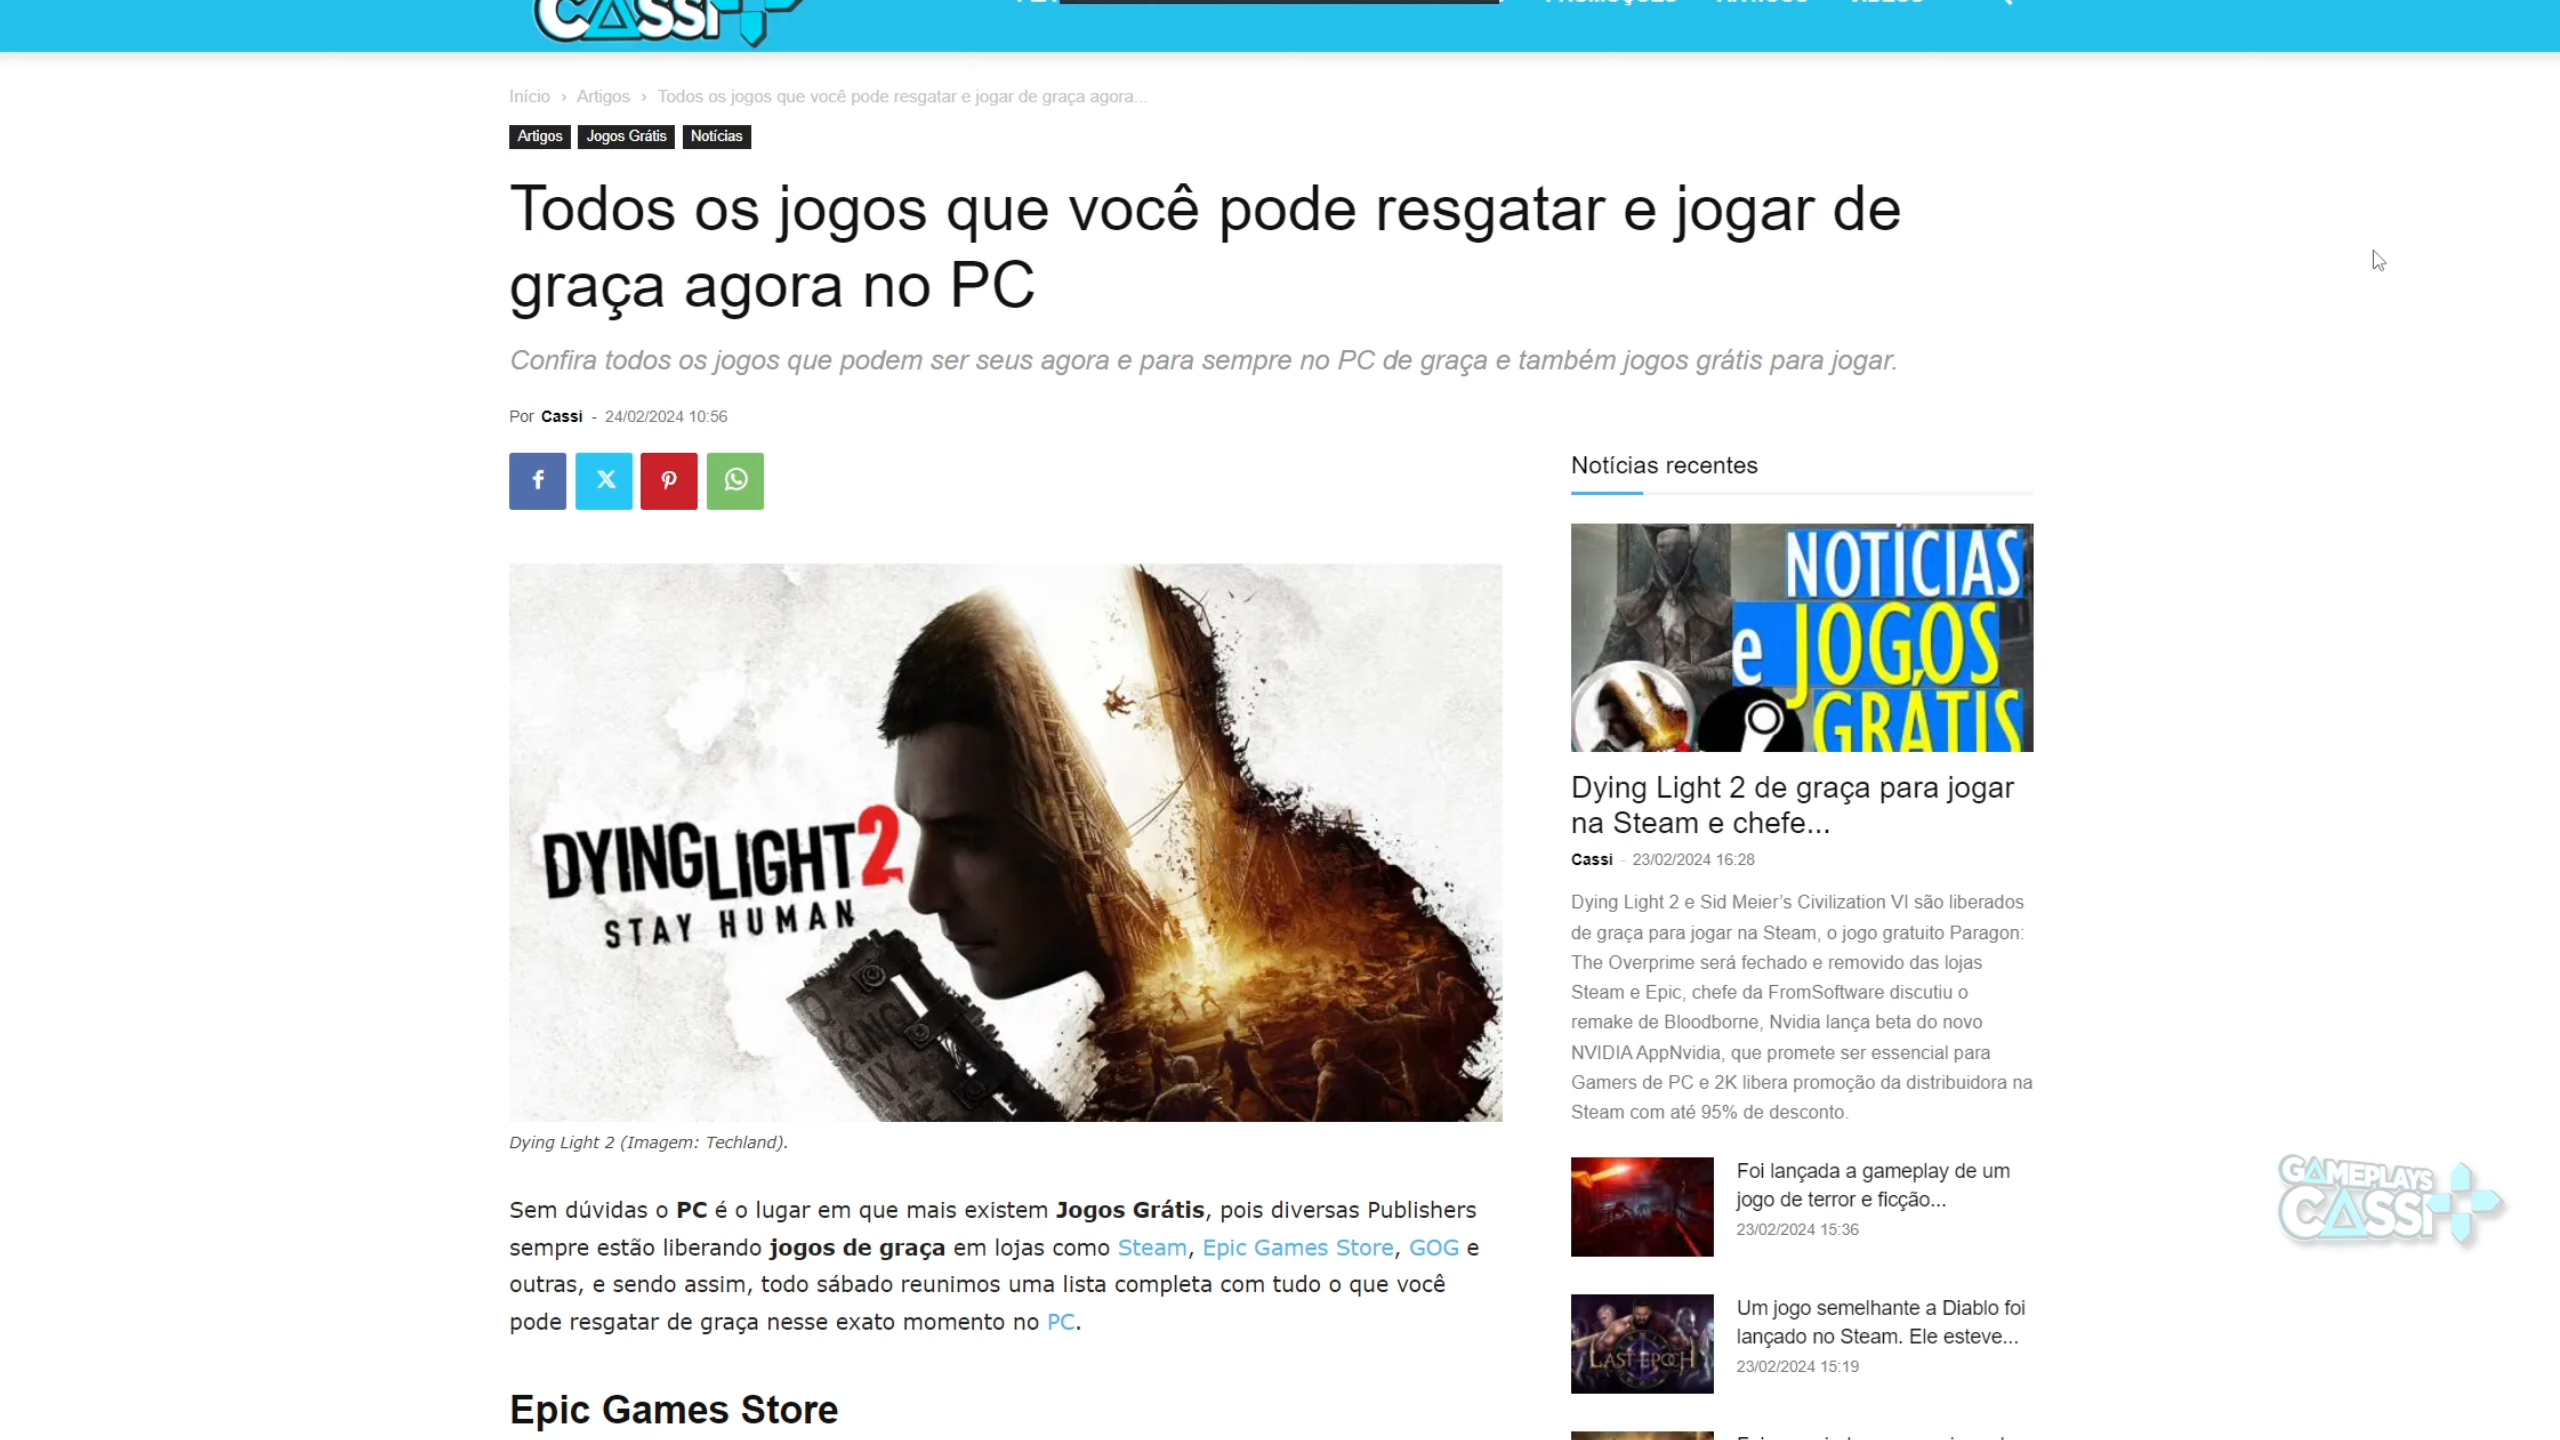 CASSI
PROMOÇÕES ARTIGOS VÍDEOS
Início › Artigos › Todos os jogos que você pode resgatar e jogar de graça agora...
Artigos Jogos Grátis Notícias
Todos os jogos que você pode resgatar e jogar de
graça agora no PC
Confira todos os jogos que podem ser seus agora e para sempre no PC de graça e também jogos grátis para jogar.
Por Cassi - 24/02/2024 10:56
DYING LIGHT 2
STAY HUMAN
Dying Light 2 (Imagem: Techland).
Sem dúvidas o PC é o lugar em que mais existem Jogos Grátis, pois diversas Publishers
sempre estão liberando jogos de graça em lojas como Steam, Epic Games Store, GOG e
outras, e sendo assim, todo sábado reunimos uma lista completa com tudo o que você
pode resgatar de graça nesse exato momento no PC.
Epic Games Store
Notícias recentes
NOTÍCIAS
e JOGOS
GRÁTIS
Dying Light 2 de graça para jogar
na Steam e chefe...
Cassi - 23/02/2024 16:28
Dying Light 2 e Sid Meier’s Civilization VI são liberados
de graça para jogar na Steam, o jogo gratuito Paragon:
The Overprime será fechado e removido das lojas
Steam e Epic, chefe da FromSoftware discutiu o
remake de Bloodborne, Nvidia lança beta do novo
NVIDIA AppNvidia, que promete ser essencial para
Gamers de PC e 2K libera promoção da distribuidora na
Steam com até 95% de desconto.
Foi lançada a gameplay de um
jogo de terror e ficção...
23/02/2024 15:36
LAST EPOCH
Um jogo semelhante a Diablo foi
lançado no Steam. Ele esteve...
23/02/2024 15:19
GAMEPLAYS
CASSI